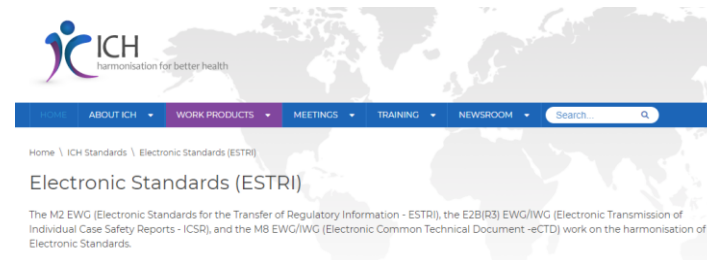 ICH
harmonisation for better health
HOME ABOUT ICH WORK PRODUCTS MEETINGS TRAINING NEWSROOM Search...
Home \ ICH Standards \ Electronic Standards (ESTRI)
Electronic Standards (ESTRI)
The M2 EWG (Electronic Standards for the Transfer of Regulatory Information - ESTRI), the E2B(R3) EWG/IWG (Electronic Transmission of
Individual Case Safety Reports - ICSR), and the M8 EWG/IWG (Electronic Common Technical Document -eCTD) work on the harmonisation of
Electronic Standards.